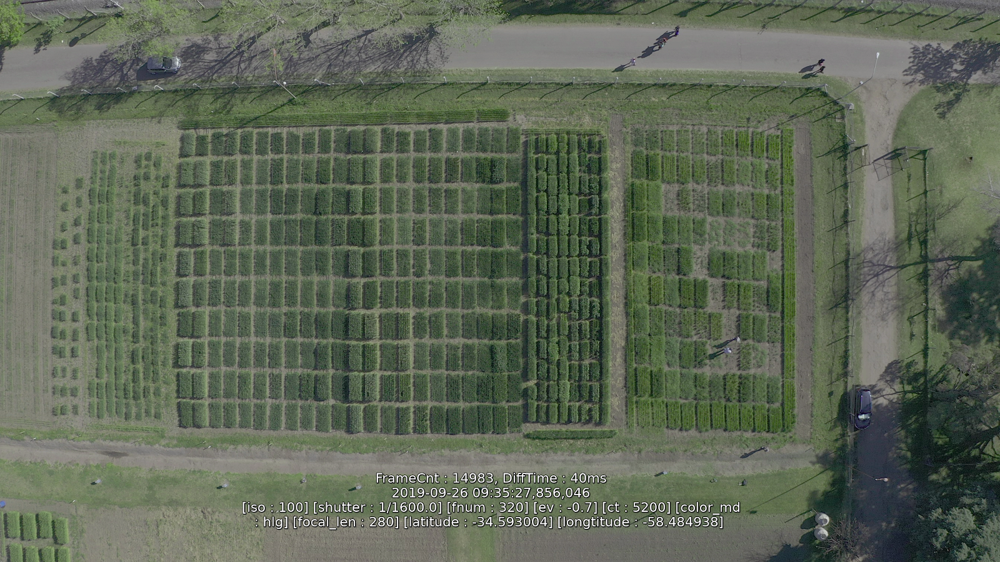 FrameCnt : 14983, DiffTime : 40ms
2019-09-26 09:35:27,856,046
[iso : 100] [shutter : 1/1600.0] [fnum : 320] [ev : -0.7] [ct : 5200] [color_md
: hlg] [focal_len : 280] [latitude : -34.593004] [longtitude : -58.484938]